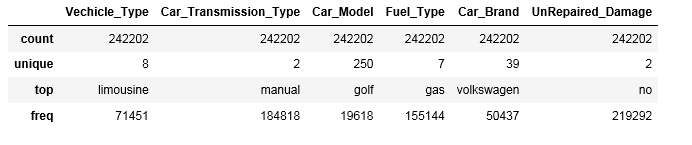 Vechicle_Type Car_Transmission_Type Car_Model Fuel_Type Car_Brand UnRepaired_Damage
count 242202 242202 242202 242202 242202 242202
unique 8 2 250 7 39 2
top limousine manual golf gas volkswagen no
freq 71451 184818 19618 155144 50437 219292